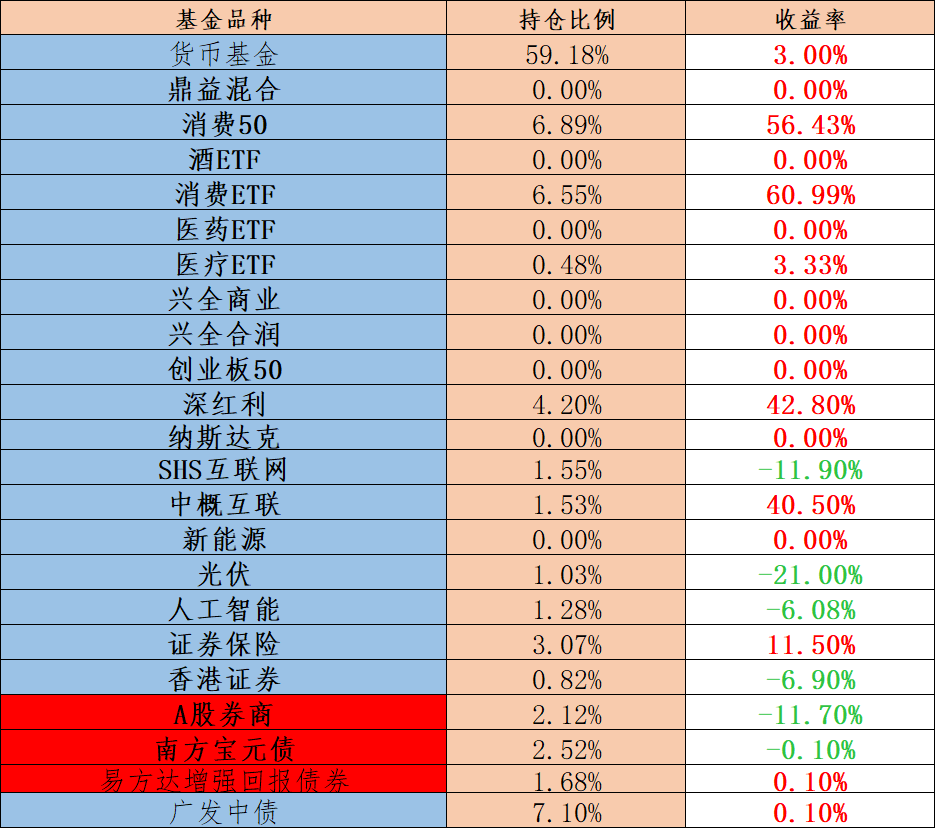 基金品种 持仓比例 收益率
货币基金 59.18% 3.00%
鼎益混合 0.00% 0.00%
消费50 6.89% 56.43%
酒ETF 0.00% 0.00%
消费ETF 6.55% 60.99%
医药ETF 0.00% 0.00%
医疗ETF 0.48% 3.33%
兴全商业 0.00% 0.00%
兴全合润 0.00% 0.00%
创业板50 0.00% 0.00%
深红利 4.20% 42.80%
纳斯达克 0.00% 0.00%
SHS互联网 1.55% -11.90%
中概互联 1.53% 40.50%
新能源 0.00% 0.00%
光伏 1.03% -21.00%
人工智能 1.28% -6.08%
证券保险 3.07% 11.50%
香港证券 0.82% -6.90%
A股券商 2.12% -11.70%
南方宝元债 2.52% -0.10%
易方达增强回报债券 1.68% 0.10%
广发中债 7.10% 0.10%